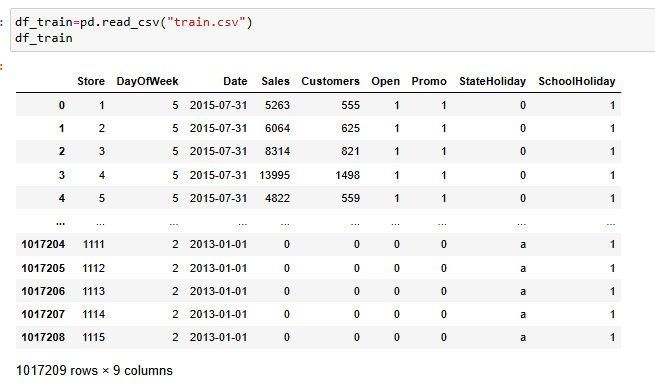 : df_train=pd.read_csv("train.csv")
df_train
:
Store DayOfWeek Date Sales Customers Open Promo StateHoliday SchoolHoliday
0 1 5 2015-07-31 5263 555 1 1 0 1
1 2 5 2015-07-31 6064 625 1 1 0 1
2 3 5 2015-07-31 8314 821 1 1 0 1
3 4 5 2015-07-31 13995 1498 1 1 0 1
4 5 5 2015-07-31 4822 559 1 1 0 1
... ... ... ... ... ... ... ... ... ...
1017204 1111 2 2013-01-01 0 0 0 0 a 1
1017205 1112 2 2013-01-01 0 0 0 0 a 1
1017206 1113 2 2013-01-01 0 0 0 0 a 1
1017207 1114 2 2013-01-01 0 0 0 0 a 1
1017208 1115 2 2013-01-01 0 0 0 0 a 1
1017209 rows × 9 columns